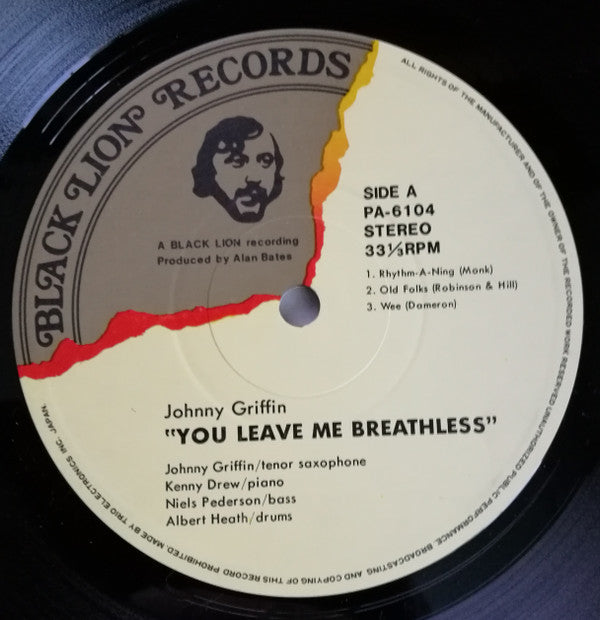 BLACK LION RECORDS
A BLACK LION recording
Produced by Alan Bates
SIDE A
PA-6104
STEREO
33⅓RPM
1. Rhythm-A-Ning (Monk)
2. Old Folks (Robinson & Hill)
3. Wee (Dameron)
Johnny Griffin
"YOU LEAVE ME BREATHLESS"
Johnny Griffin/tenor saxophone
Kenny Drew/piano
Niels Pederson/bass
Albert Heath/drums
ALL RIGHTS OF THE MANUFACTURER AND OF THE OWNER OF THE RECORDED WORK RESERVED UNAUTHORIZED PUBLIC PERFORMANCE, BROADCASTING AND COPYING OF THIS RECORD PROHIBITED. MADE BY TRIO ELECTRONICS INC. JAPAN.